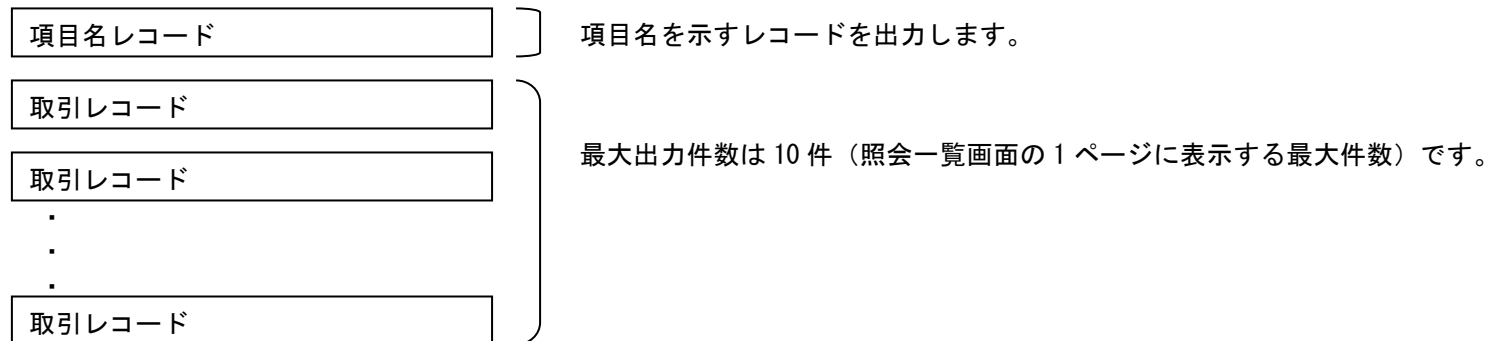 項目名レコード
項目名を示すレコードを出力します。
取引レコード
最大出力件数は 10 件（照会一覧画面の 1 ページに表示する最大件数）です。
取引レコード
・
・
・
取引レコード